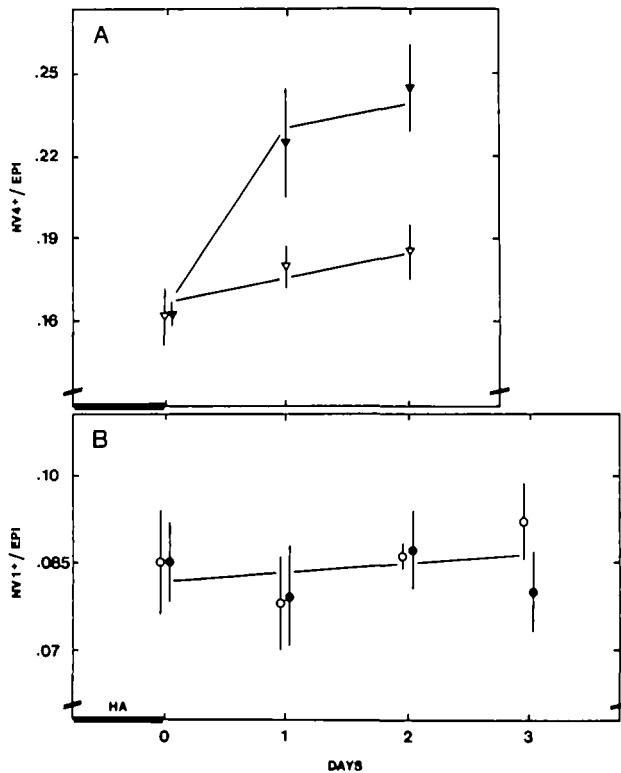 A
.25
.22
.19
.16
NV4+/EPI
B
.10
.085
.07
NV1+/EPI
HA
0 1 2 3
DAYS